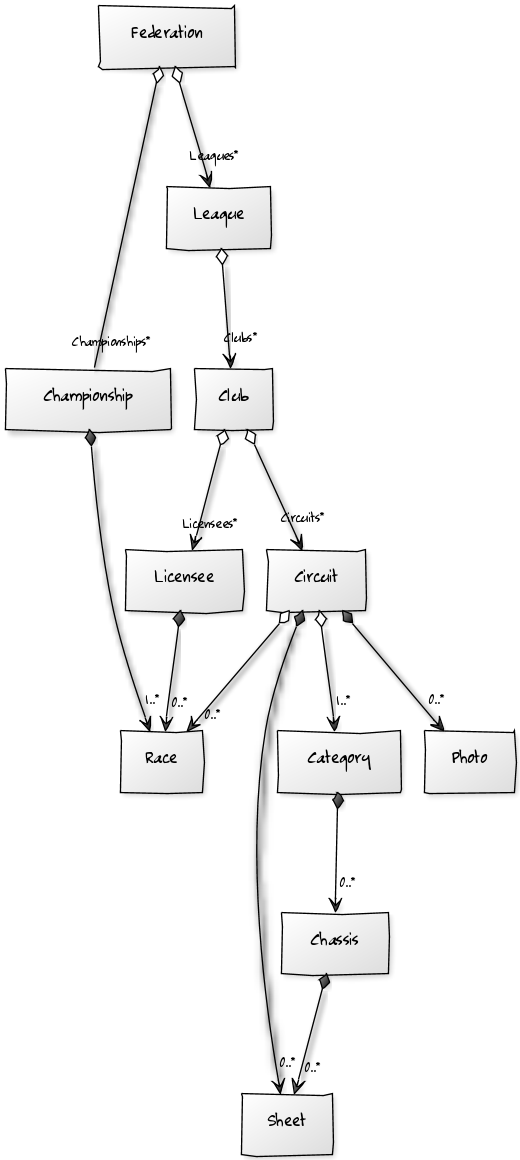 Federation
Leagues*
League
Championships*
Clubs*
Championship
Club
Licensees*
Circuits*
Licensee
Circuit
1..*
0..*
0..*
1..*
0..*
Race
Category
Photo
0..*
Chassis
0..*
0..*
Sheet